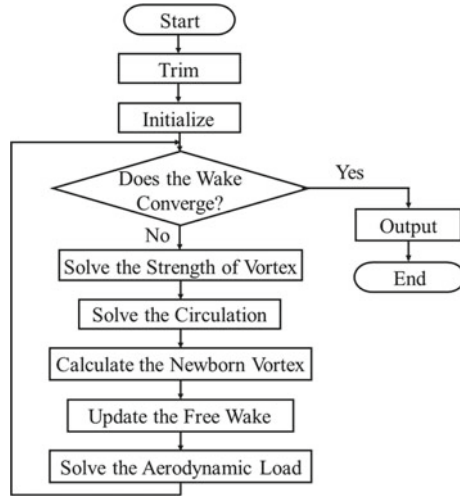 Start
Trim
Initialize
Does the Wake
Converge?
Yes
No
Output
End
Solve the Strength of Vortex
Solve the Circulation
Calculate the Newborn Vortex
Update the Free Wake
Solve the Aerodynamic Load